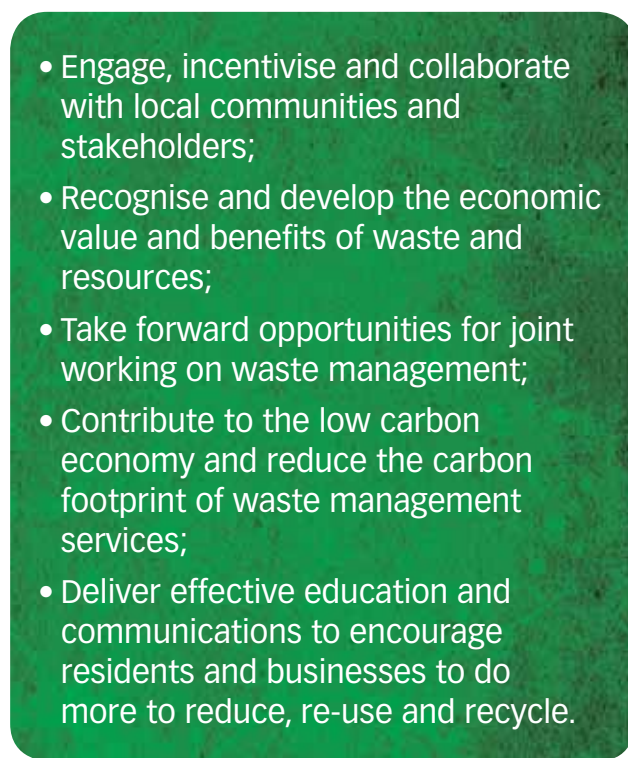 • Engage, incentivise and collaborate
with local communities and
stakeholders;
• Recognise and develop the economic
value and benefits of waste and
resources;
• Take forward opportunities for joint
working on waste management;
• Contribute to the low carbon
economy and reduce the carbon
footprint of waste management
services;
• Deliver effective education and
communications to encourage
residents and businesses to do
more to reduce, re-use and recycle.